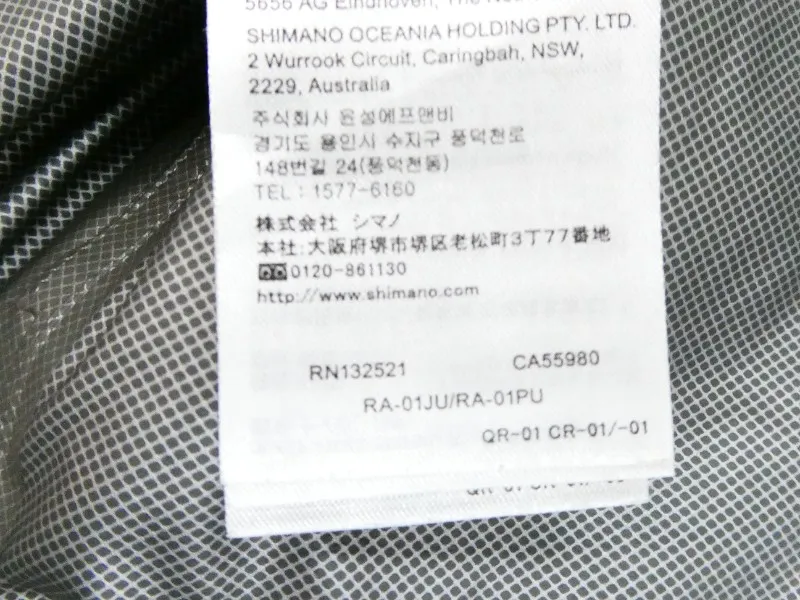 5656 AG Eindhoven, The
SHIMANO OCEANIA HOLDING PTY. LTD.
2 Wurrook Circuit, Caringbah, NSW,
2229, Australia
주식회사 윤성에프앤비
경기도 용인시 수지구 풍덕천로
148번길 24(풍덕천동)
TEL : 1577-6160
株式会社 シマノ
本社:大阪府堺市堺区老松町3丁77番地
0120-861130
http://www.shimano.com
RN132521 CA55980
RA-01JU/RA-01PU
QR-01 CR-01/-01